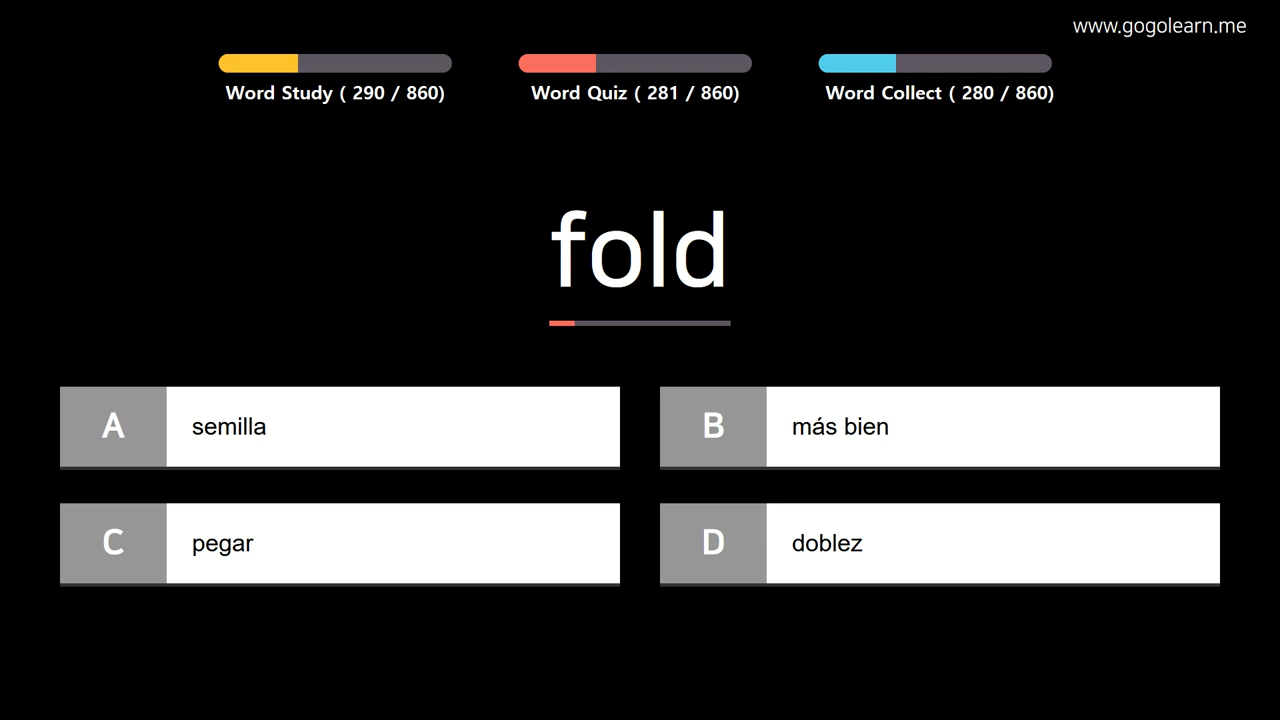 www.gogolearn.me
Word Study ( 290 / 860)
Word Quiz ( 281 / 860)
Word Collect ( 280 / 860)
fold
A semilla
B más bien
C pegar
D doblez